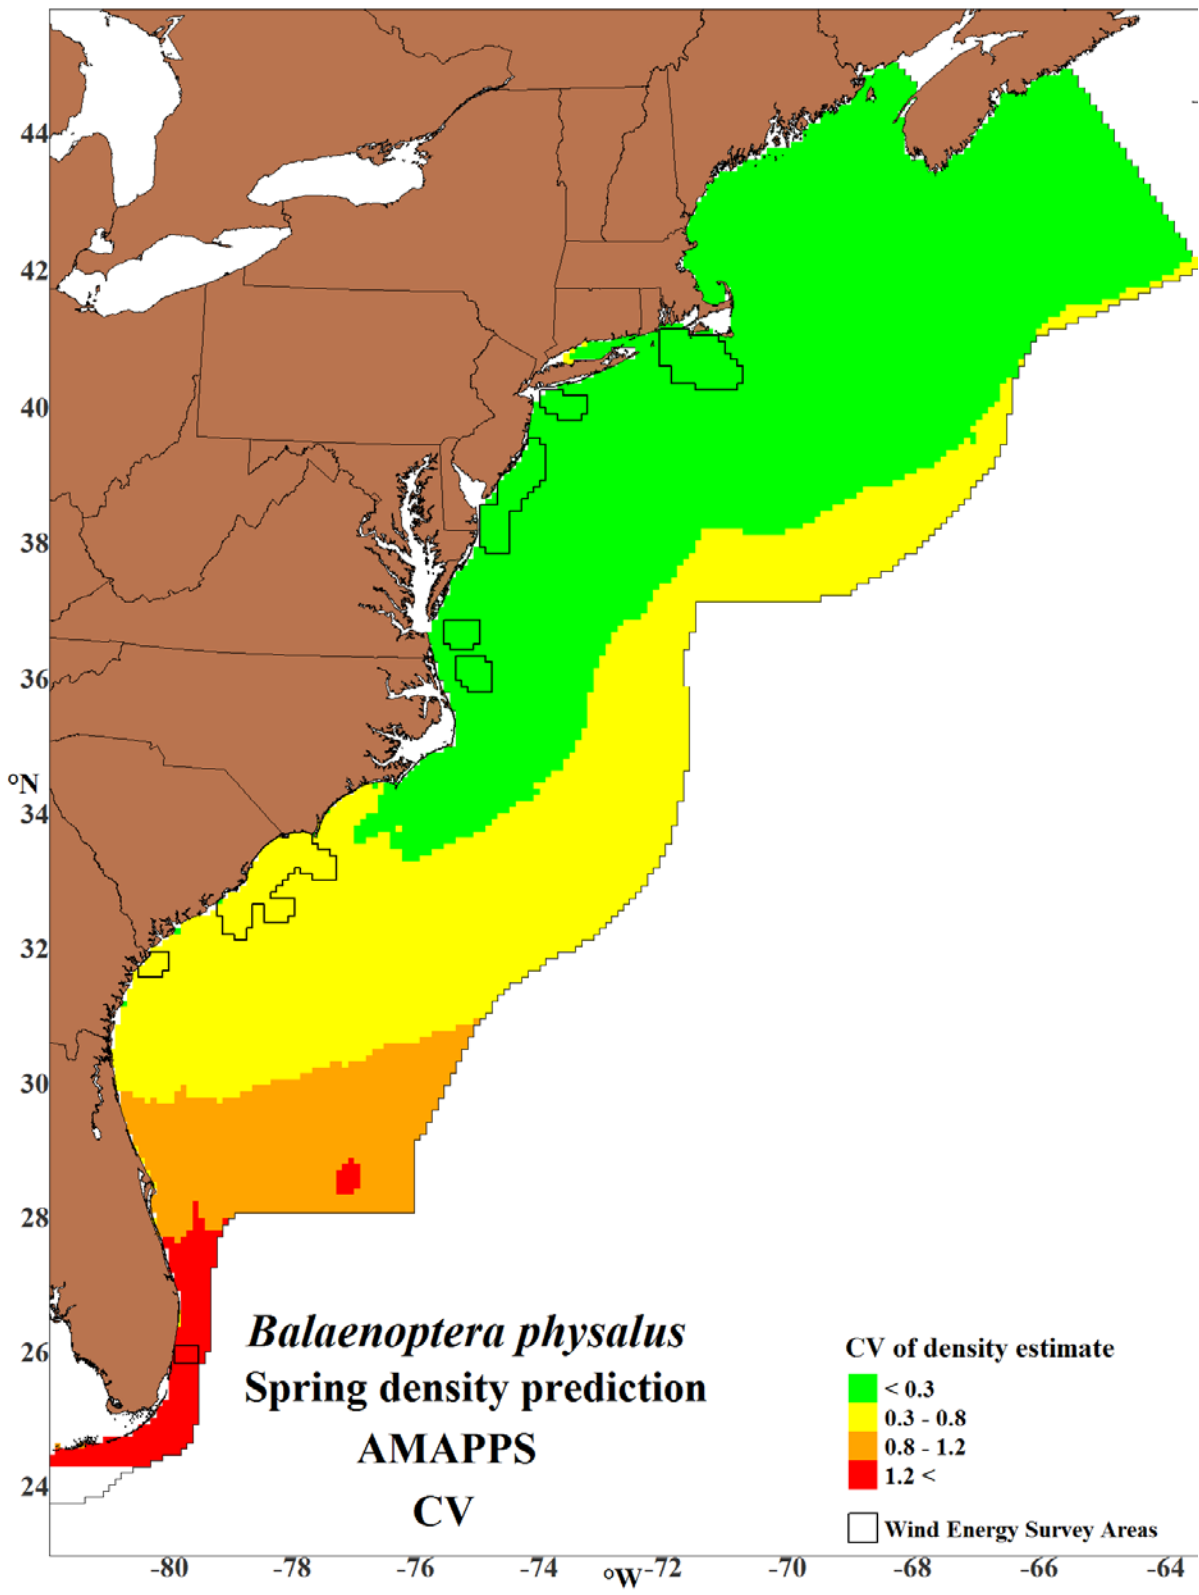 44
42
40
38
36
°N
34
32
30
28
26
24
Balaenoptera physalus
Spring density prediction
AMAPPS
CV
CV of density estimate
< 0.3
0.3 - 0.8
0.8 - 1.2
1.2 <
Wind Energy Survey Areas
-80 -78 -76 -74 °W -72 -70 -68 -66 -64